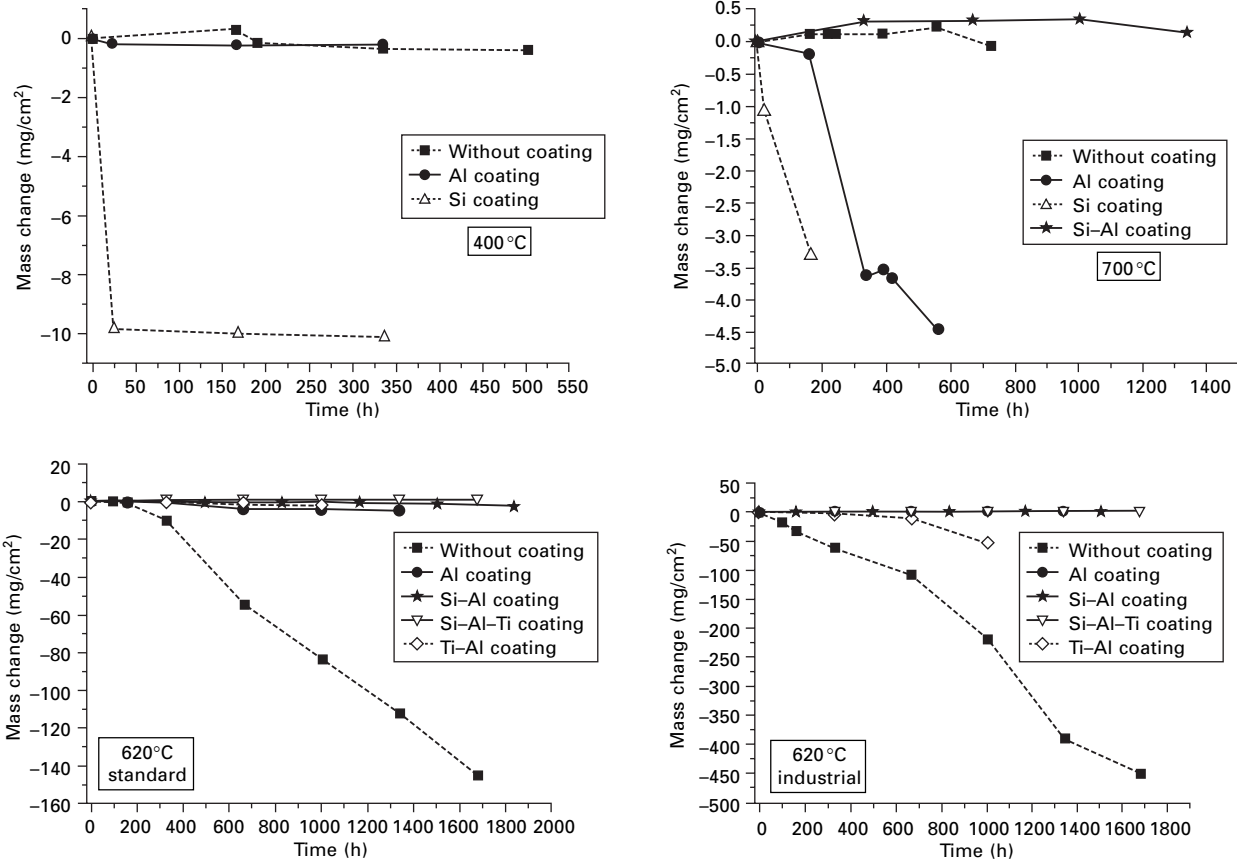 0
−2
−4
−6
−8
−10
Mass change (mg/cm²)
Without coating
Al coating
Si coating
400 °C
0 50 100 150 200 250 300 350 400 450 500 550
Time (h)
0.5
0.0
−0.5
−1.0
−1.5
−2.0
−2.5
−3.0
−3.5
−4.0
−4.5
−5.0
Mass change (mg/cm²)
Without coating
Al coating
Si coating
Si–Al coating
700 °C
0 200 400 600 800 1000 1200 1400
Time (h)
20
0
−20
−40
−60
−80
−100
−120
−140
−160
Mass change (mg/cm²)
Without coating
Al coating
Si–Al coating
Si–Al–Ti coating
Ti–Al coating
620°C
standard
0 200 400 600 800 1000 1200 1400 1600 1800 2000
Time (h)
50
0
−50
−100
−150
−200
−250
−300
−350
−400
−450
−500
Mass change (mg/cm²)
Without coating
Al coating
Si–Al coating
Si–Al–Ti coating
Ti–Al coating
620°C
industrial
0 200 400 600 800 1000 1200 1400 1600 1800
Time (h)